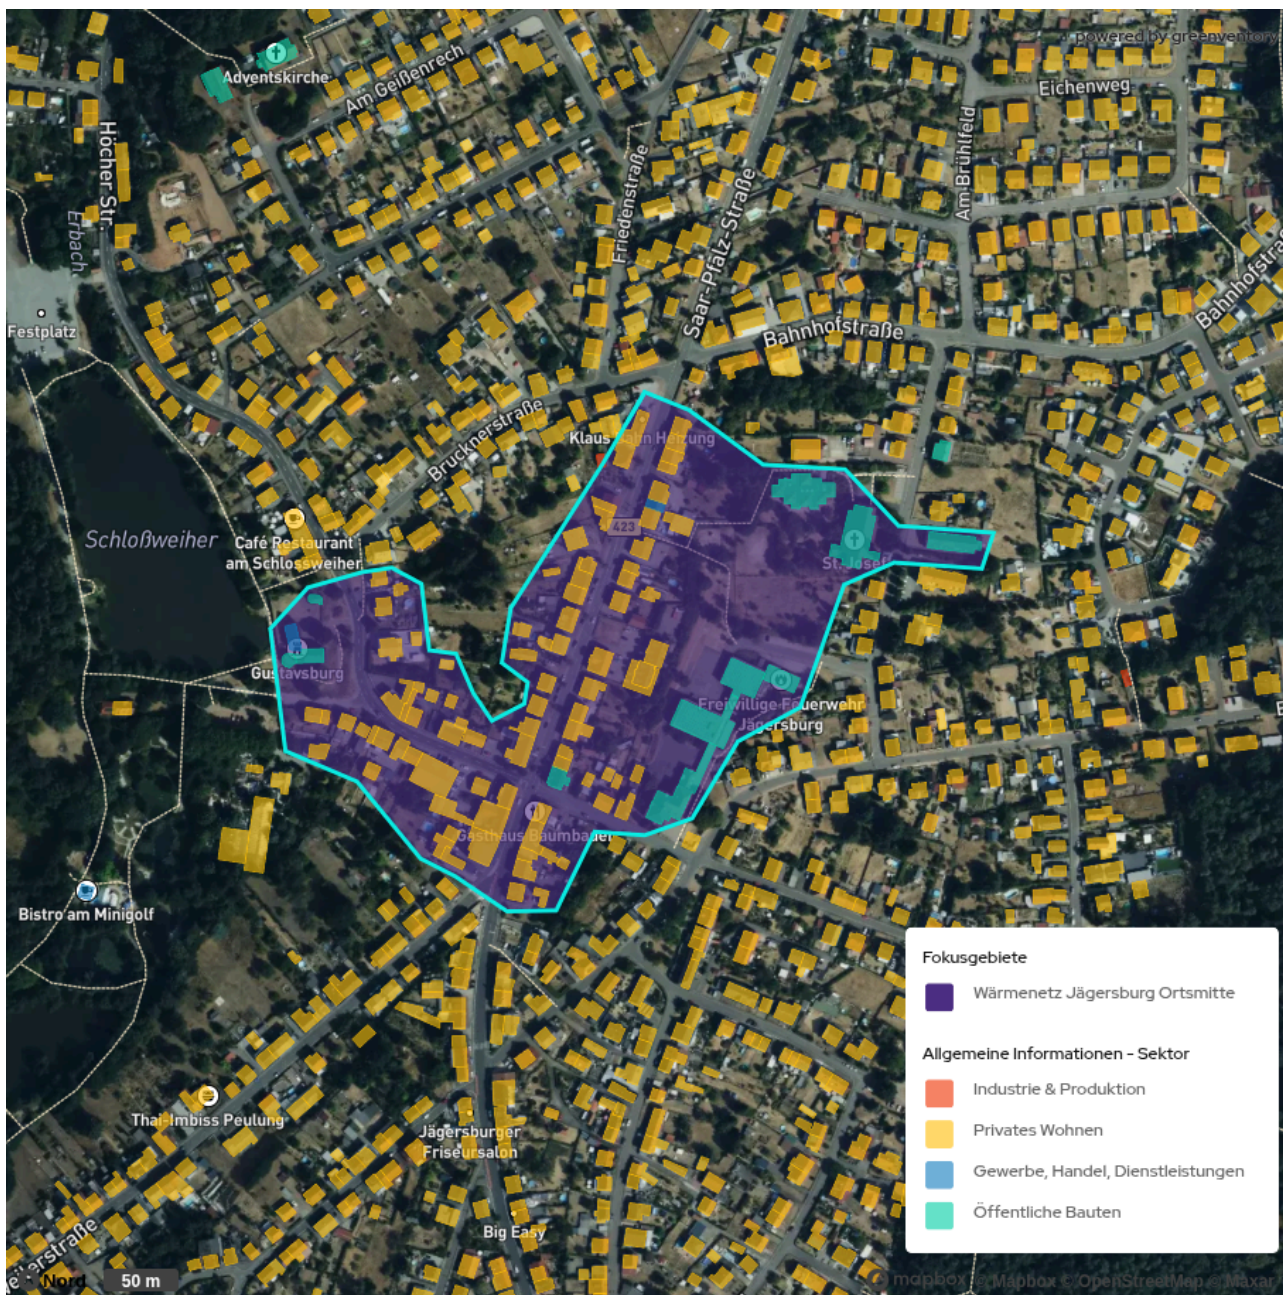 powered by greenventory
Adventskirche
Am Geißenrech
Eichenweg
Höcher Str.
Erbach
Friedenstraße
Saar-Pfalz-Straße
Am Brühlfeld
Bahnhofstraße
Festplatz
Bahnhofstraße
Brucknerstraße
Klaus Jahn Heizung
423
Schloßweiher
Café Restaurant
am Schlossweiher
St. Josef
Gustavsburg
Freiwillige Feuerwehr
Jägersburg
Gasthaus Baumbauer
Bistro am Minigolf
Thai-Imbiss Peulung
Jägersburger
Friseursalon
Big Easy
Fokusgebiete
Wärmenetz Jägersburg Ortsmitte
Allgemeine Informationen - Sektor
Industrie & Produktion
Privates Wohnen
Gewerbe, Handel, Dienstleistungen
Öffentliche Bauten
eilerstraße
Nord
50 m
mapbox © Mapbox © OpenStreetMap © Maxar